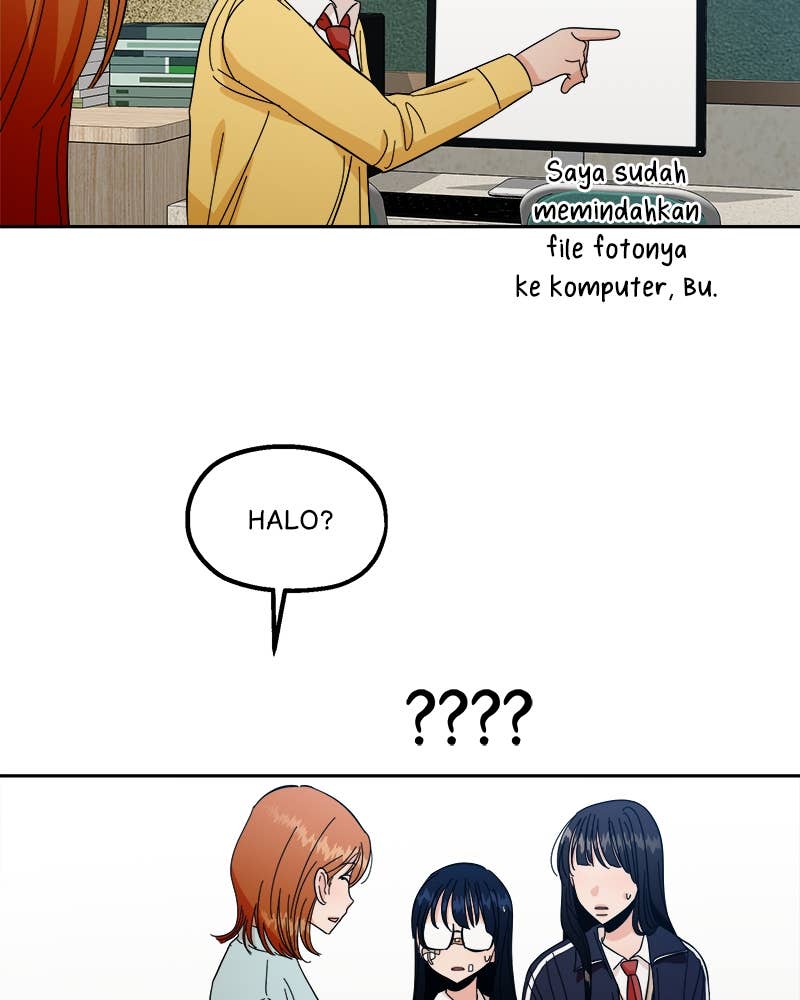 Saya sudah
memindahkan
file fotonya
ke komputer, Bu.
HALO?
????